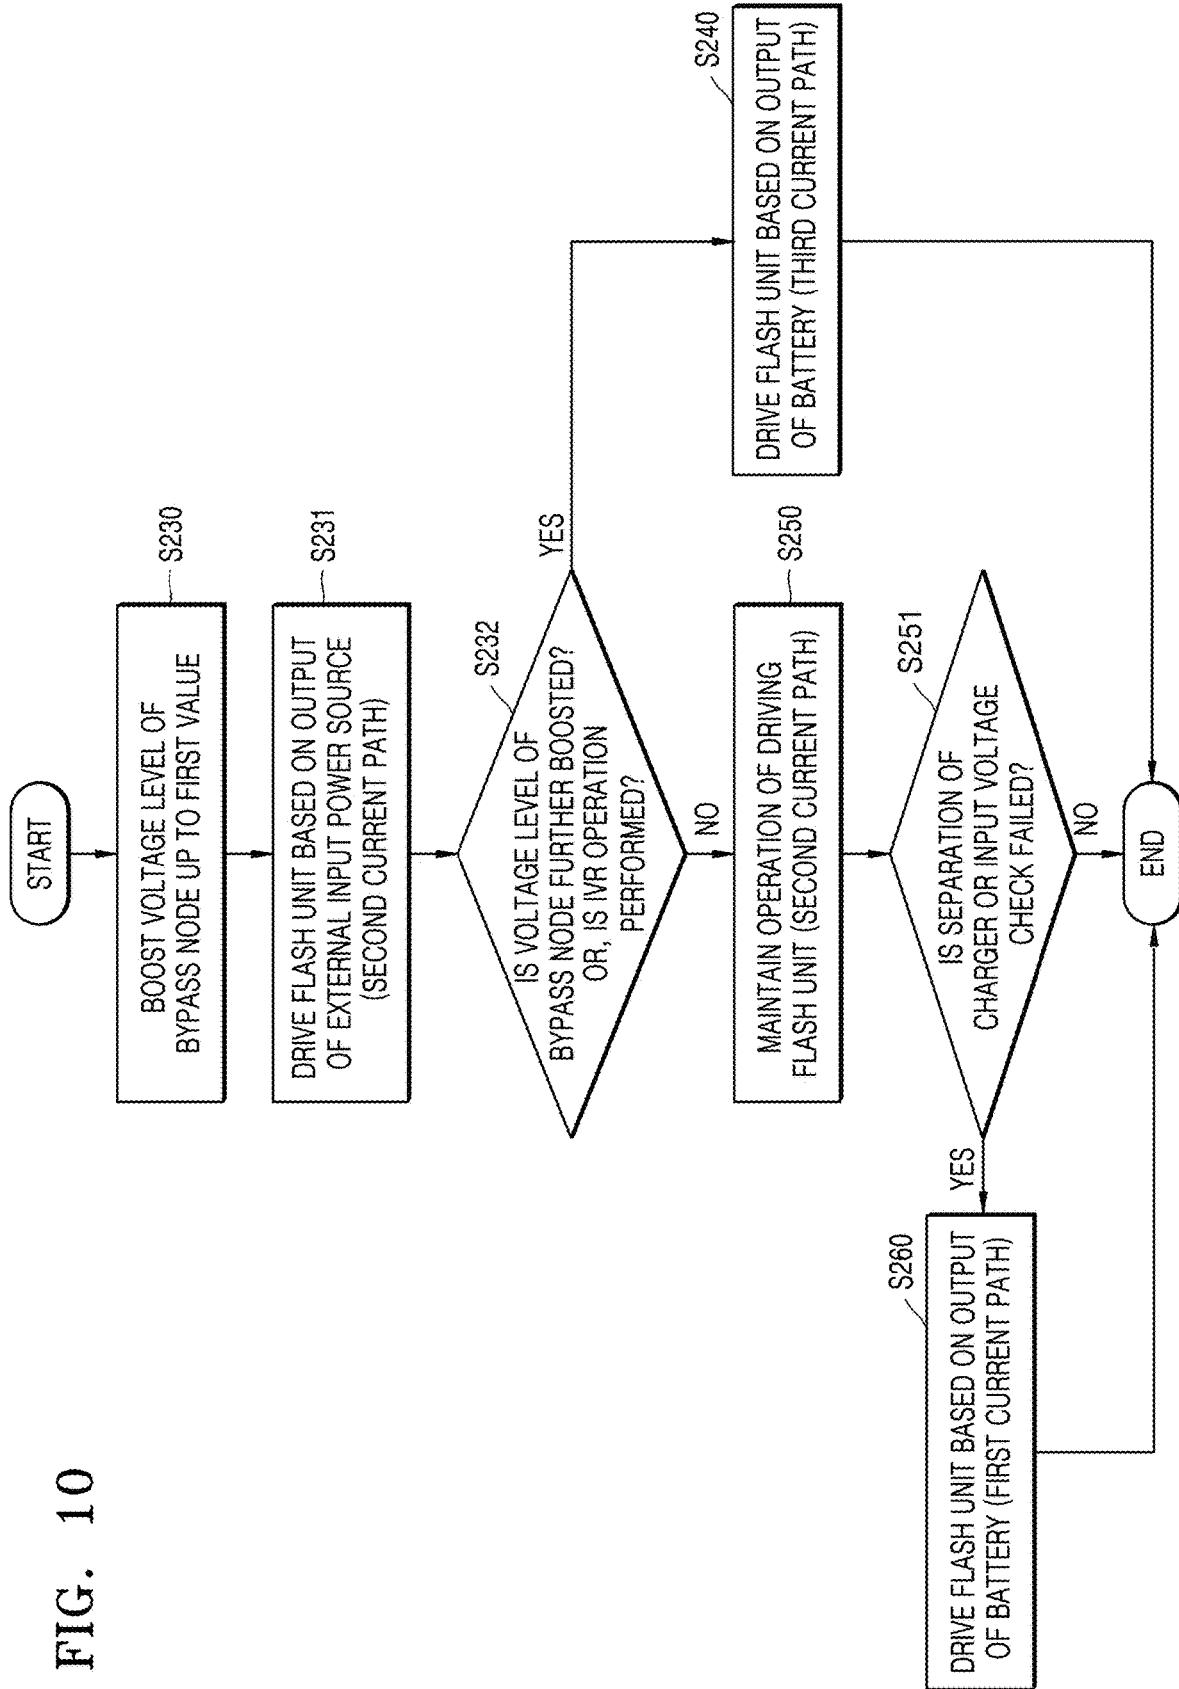 FIG. 10
START
S230
BOOST VOLTAGE LEVEL OF
BYPASS NODE UP TO FIRST VALUE
S231
DRIVE FLASH UNIT BASED ON OUTPUT
OF EXTERNAL INPUT POWER SOURCE
(SECOND CURRENT PATH)
S232
IS VOLTAGE LEVEL OF
BYPASS NODE FURTHER BOOSTED?
OR, IS IVR OPERATION
PERFORMED?
YES
NO
S240
DRIVE FLASH UNIT BASED ON OUTPUT
OF BATTERY (THIRD CURRENT PATH)
S250
MAINTAIN OPERATION OF DRIVING
FLASH UNIT (SECOND CURRENT PATH)
S251
IS SEPARATION OF
CHARGER OR INPUT VOLTAGE
CHECK FAILED?
YES
NO
S260
DRIVE FLASH UNIT BASED ON OUTPUT
OF BATTERY (FIRST CURRENT PATH)
END